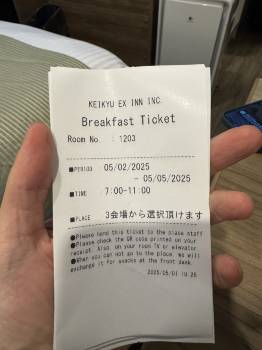 KEIKYU EX INN INC.
Breakfast Ticket
Room No. : 1203
■PERIOD 05/02/2025
- 05/05/2025
■TIME 7:00-11:00
■PLACE 3会場から選択頂けます
●Please hand this ticket to the place staff
●Please check the QR code printed on your
receipt. Also, on your room TV or elevator.
●When you can not go to the place, we will
exchange it for snacks at the front desk.
2025/05/01 19:26